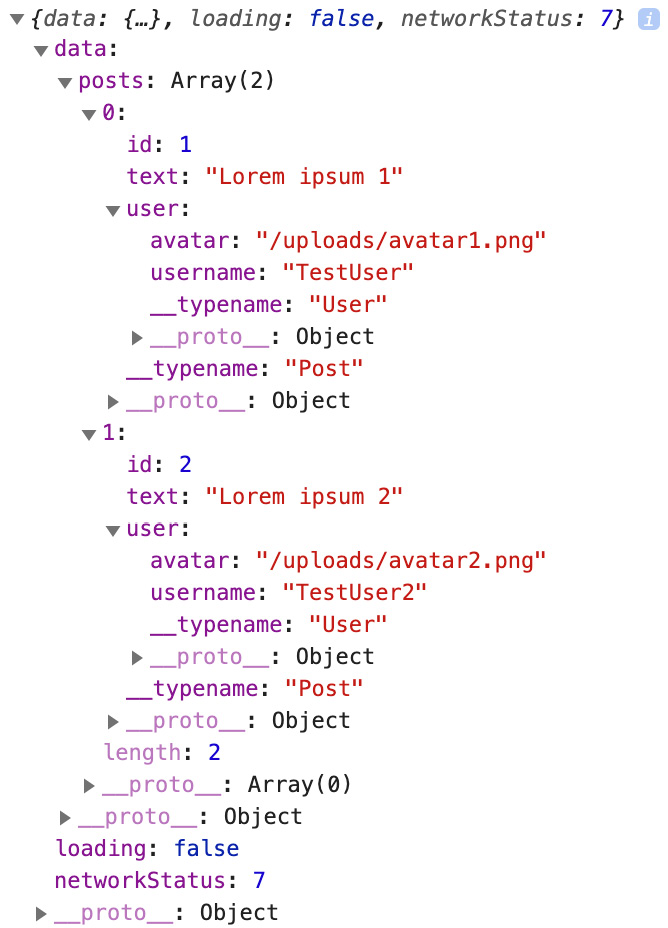 {data: {…}, loading: false, networkStatus: 7} i
data:
posts: Array(2)
0:
id: 1
text: "Lorem ipsum 1"
user:
avatar: "/uploads/avatar1.png"
username: "TestUser"
__typename: "User"
__proto__: Object
__typename: "Post"
__proto__: Object
1:
id: 2
text: "Lorem ipsum 2"
user:
avatar: "/uploads/avatar2.png"
username: "TestUser2"
__typename: "User"
__proto__: Object
__typename: "Post"
__proto__: Object
length: 2
__proto__: Array(0)
__proto__: Object
loading: false
networkStatus: 7
__proto__: Object